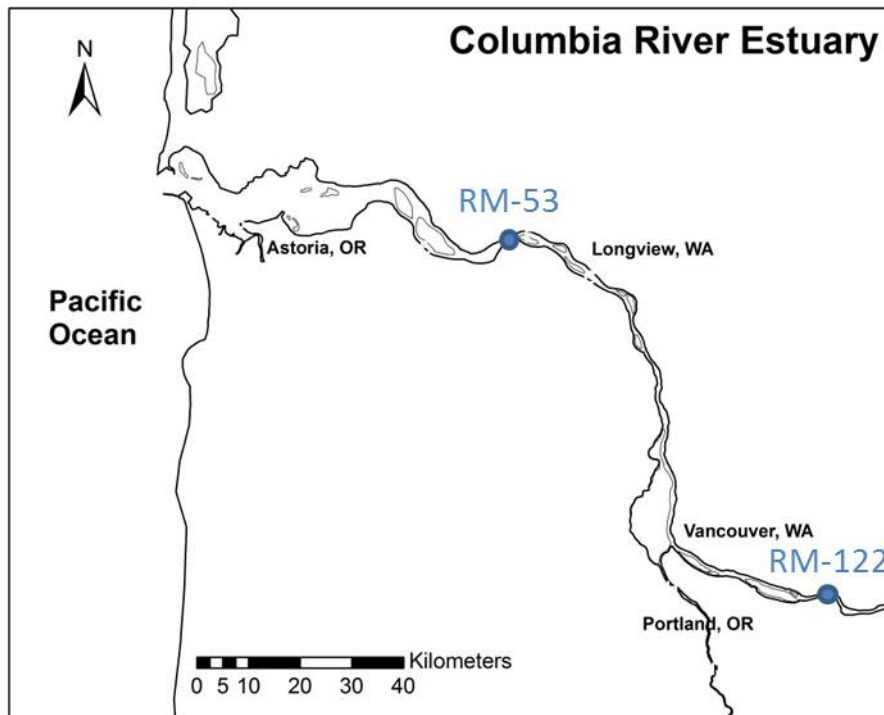 Columbia River Estuary
N
RM-53
Longview, WA
Astoria, OR
Pacific
Ocean
Vancouver, WA
RM-122
Portland, OR
Kilometers
0 5 10 20 30 40